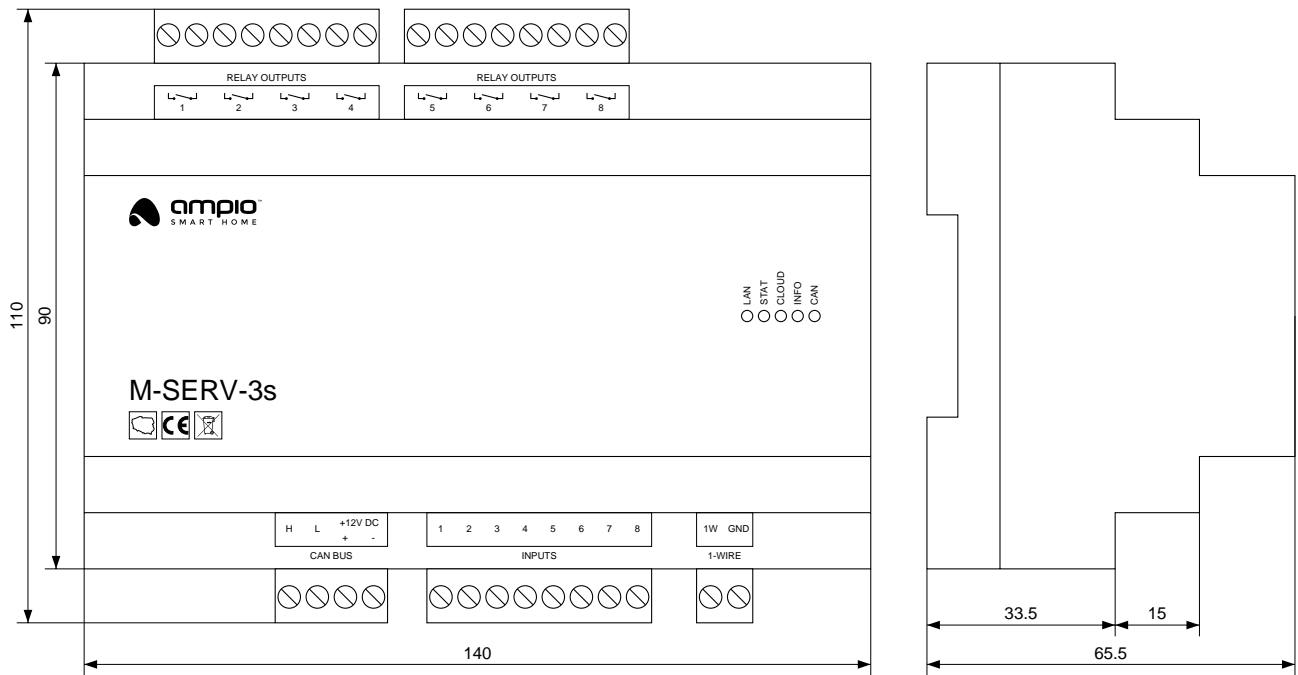 RELAY OUTPUTS RELAY OUTPUTS
1 2 3 4 5 6 7 8
ampio™
SMART HOME
LAN STAT CLOUD INFO CAN
110
90
M-SERV-3s
CE
H L +12V DC + -
1 2 3 4 5 6 7 8
1W GND
CAN BUS INPUTS 1-WIRE
33.5 15
140 65.5